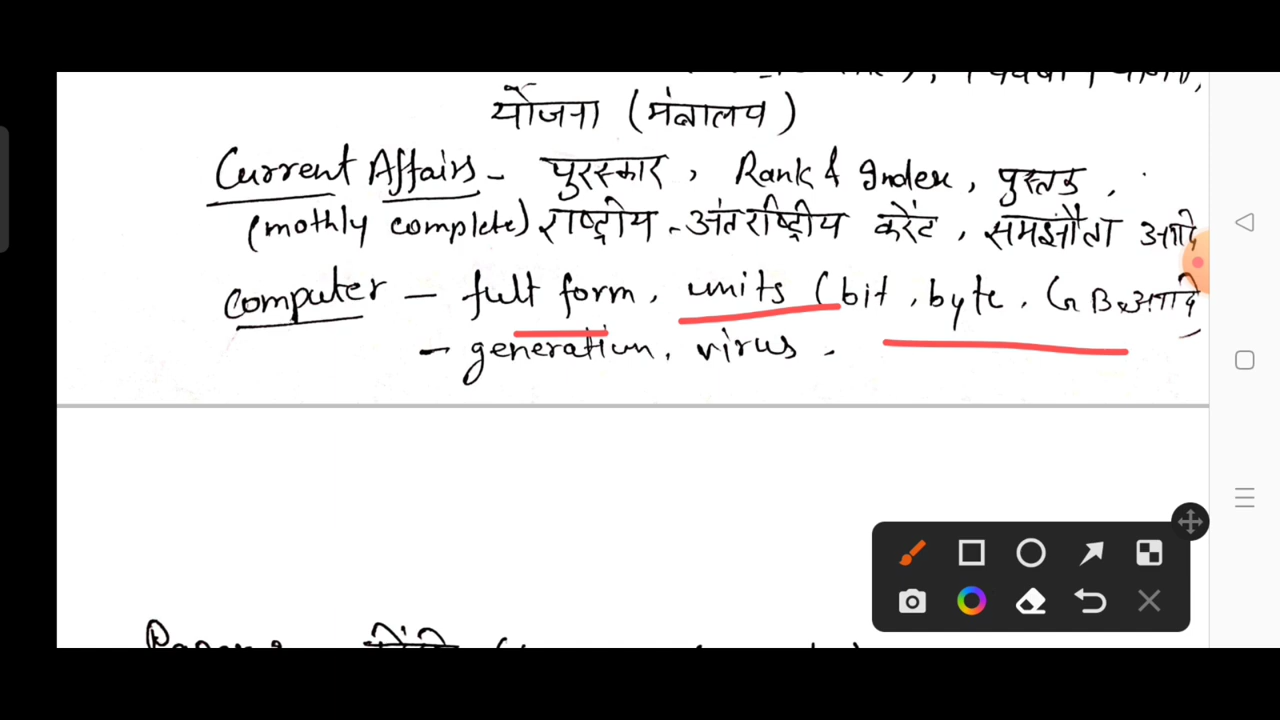 योजना (मंत्रालय)
Current Affairs - पुरस्कार, Rank & Index, पुस्तक,
(mothly complete) राष्ट्रीय - अंतर्राष्ट्रीय करेंट, समझौता आदि
computer - full form, units (bit, byte, GB आदि)
- generation, virus.